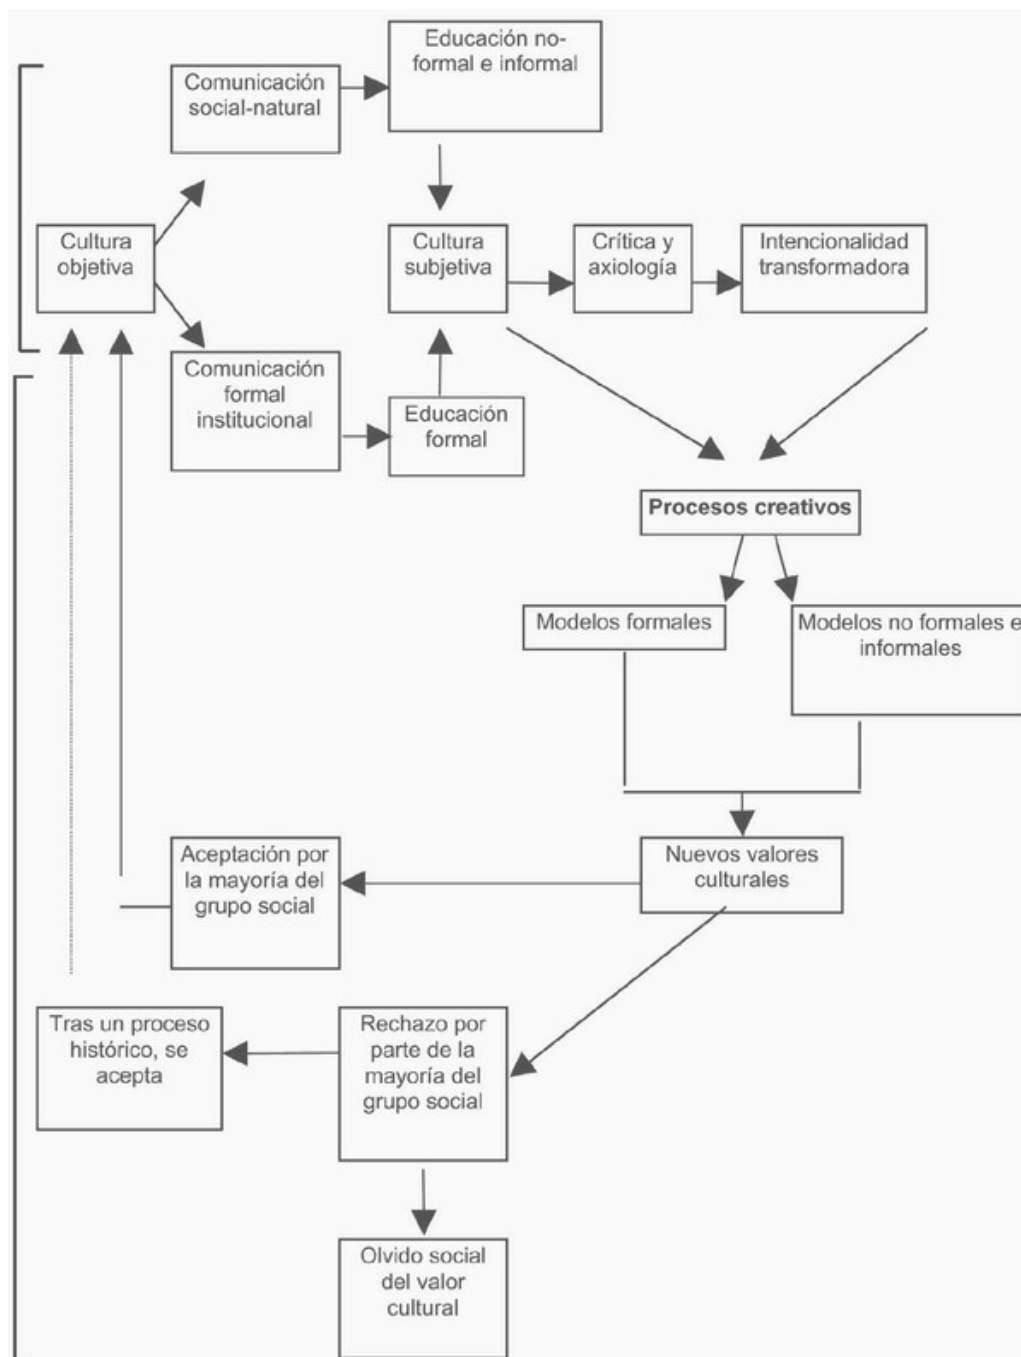 Educación no-
formal e informal
Comunicación
social-natural
Cultura
objetiva
Cultura
subjetiva
Crítica y
axiología
Intencionalidad
transformadora
Comunicación
formal
institucional
Educación
formal
Procesos creativos
Modelos formales
Modelos no formales e
informales
Aceptación por
la mayoría del
grupo social
Nuevos valores
culturales
Tras un proceso
histórico, se
acepta
Rechazo por
parte de la
mayoría del
grupo social
Olvido social
del valor
cultural